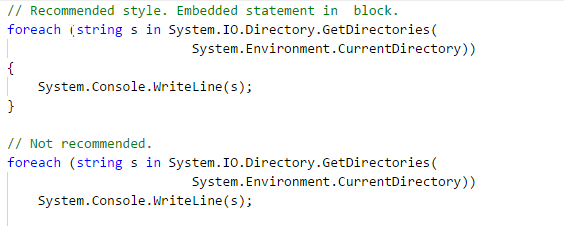 // Recommended style. Embedded statement in  block.
foreach (string s in System.IO.Directory.GetDirectories(
                        System.Environment.CurrentDirectory))
{
    System.Console.WriteLine(s);
}

// Not recommended.
foreach (string s in System.IO.Directory.GetDirectories(
                        System.Environment.CurrentDirectory))
    System.Console.WriteLine(s);